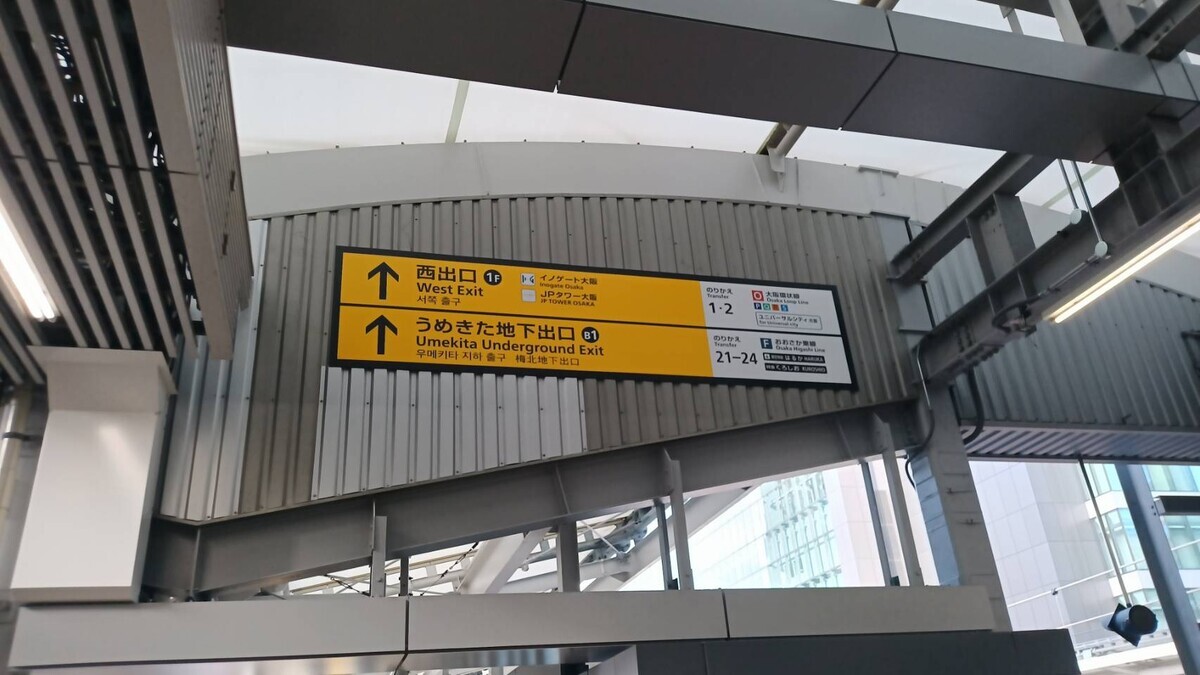 西出口 1F
West Exit
서쪽 출구
イノゲート大阪
Inogate Osaka
JPタワー大阪
JP TOWER OSAKA
のりかえ
Transfer
1・2
O 大阪環状線
Osaka Loop Line
ユニバーサルシティ方面
for Universal-city
うめきた地下出口 B1
Umekita Underground Exit
우메키타 지하 출구 梅北地下出口
のりかえ
Transfer
21−24
F おおさか東線
Osaka Higashi Line
はるか HARUKA
特急 くろしお KUROSHIO